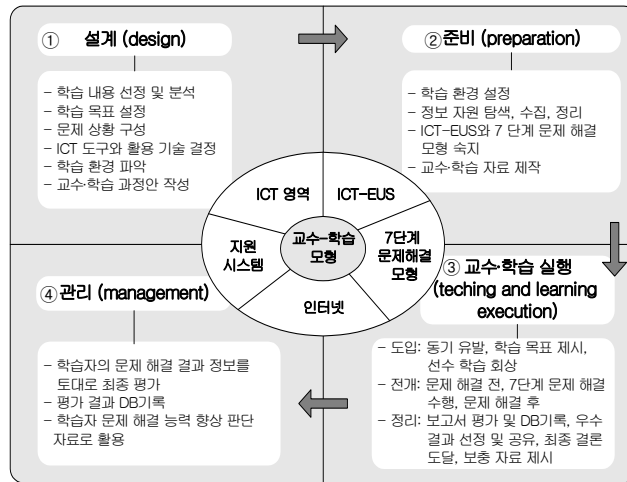 ① 설계 (design)
- 학습 내용 선정 및 분석
- 학습 목표 설정
- 문제 상황 구성
- ICT 도구와 활용 기술 결정
- 학습 환경 파악
- 교수·학습 과정안 작성
② 준비 (preparation)
- 학습 환경 설정
- 정보 자원 탐색, 수집, 정리
- ICT-EUS와 7 단계 문제 해결
모형 숙지
- 교수·학습 자료 제작
ICT 영역
ICT-EUS
지원
시스템
교수-학습
모형
7단계
문제해결
모형
인터넷
③ 교수·학습 실행
(teching and learning
execution)
- 도입: 동기 유발, 학습 목표 제시,
선수 학습 회상
- 전개: 문제 해결 전, 7단계 문제 해결
수행, 문제 해결 후
- 정리: 보고서 평가 및 DB기록, 우수
결과 선정 및 공유, 최종 결론
도달, 보충 자료 제시
④ 관리 (management)
- 학습자의 문제 해결 결과 정보를
토대로 최종 평가
- 평가 결과 DB기록
- 학습자 문제 해결 능력 향상 판단
자료로 활용